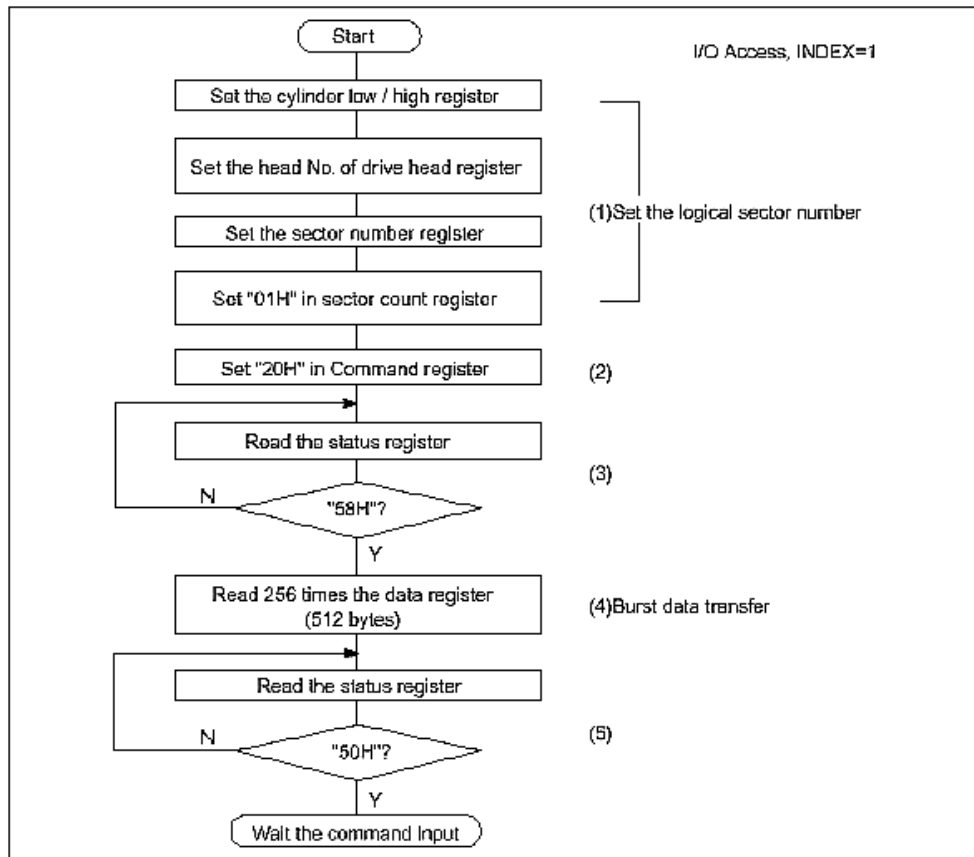 Start
I/O Access, INDEX=1
Set the cylinder low / high register
Set the head No. of drive head register
(1)Set the logical sector number
Set the sector number register
Set "01H" in sector count register
Set "20H" in Command register
(2)
Read the status register
(3)
N
"58H"?
Y
Read 256 times the data register
(512 bytes)
(4)Burst data transfer
Read the status register
(5)
N
"50H"?
Y
Wait the command Input